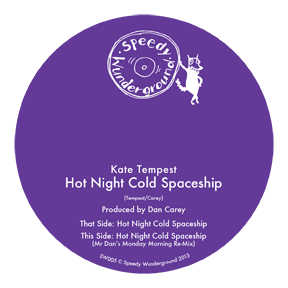 Speedy
Wunderground
Kate Tempest
Hot Night Cold Spaceship
[Tempest/Carey]
Produced by Dan Carey
That Side: Hot Night Cold Spaceship
This Side: Hot Night Cold Spaceship
(Mr Dan's Monday Morning Re-Mix)
SW005 © Speedy Wunderground 2013